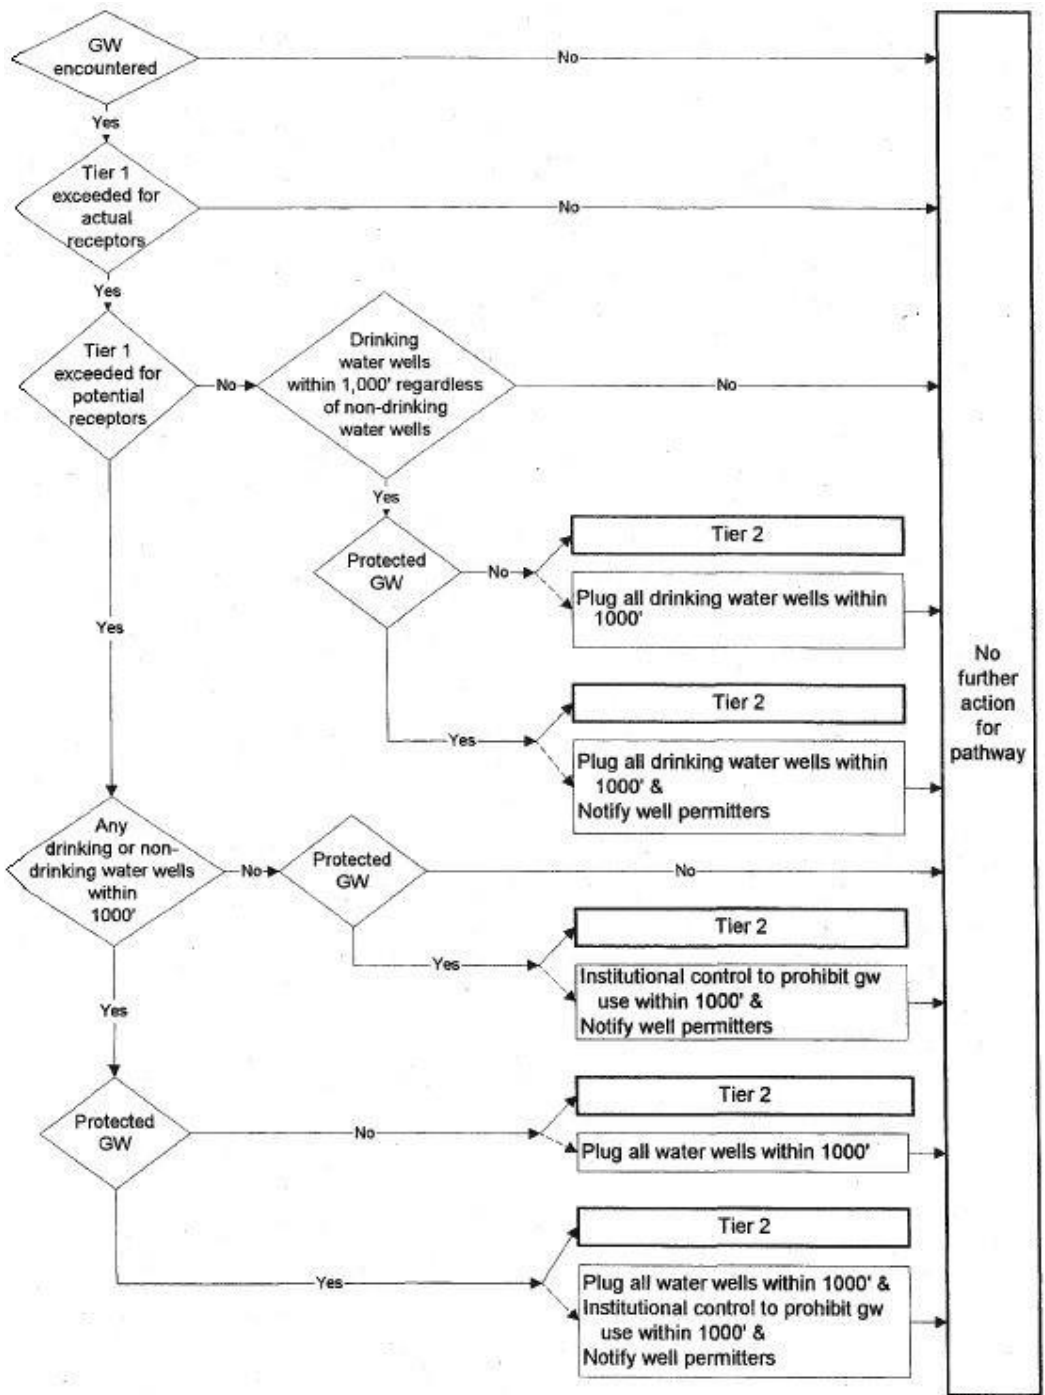 GW
encountered
No
Yes
Tier 1
exceeded for
actual
receptors
No
Yes
Tier 1
exceeded for
potential
receptors
No
Drinking
water wells
within 1,000' regardless
of non-drinking
water wells
No
Yes
Protected
GW
No
Tier 2
Plug all drinking water wells within
1000'
Yes
No
further
action
for
pathway
Tier 2
Yes
Plug all drinking water wells within
1000' &
Notify well permitters
Any
drinking or non-
drinking water wells
within
1000'
No
Protected
GW
No
Tier 2
Yes
Institutional control to prohibit gw
use within 1000' &
Notify well permitters
Yes
Protected
GW
No
Tier 2
Plug all water wells within 1000'
Tier 2
Yes
Plug all water wells within 1000' &
Institutional control to prohibit gw
use within 1000' &
Notify well permitters